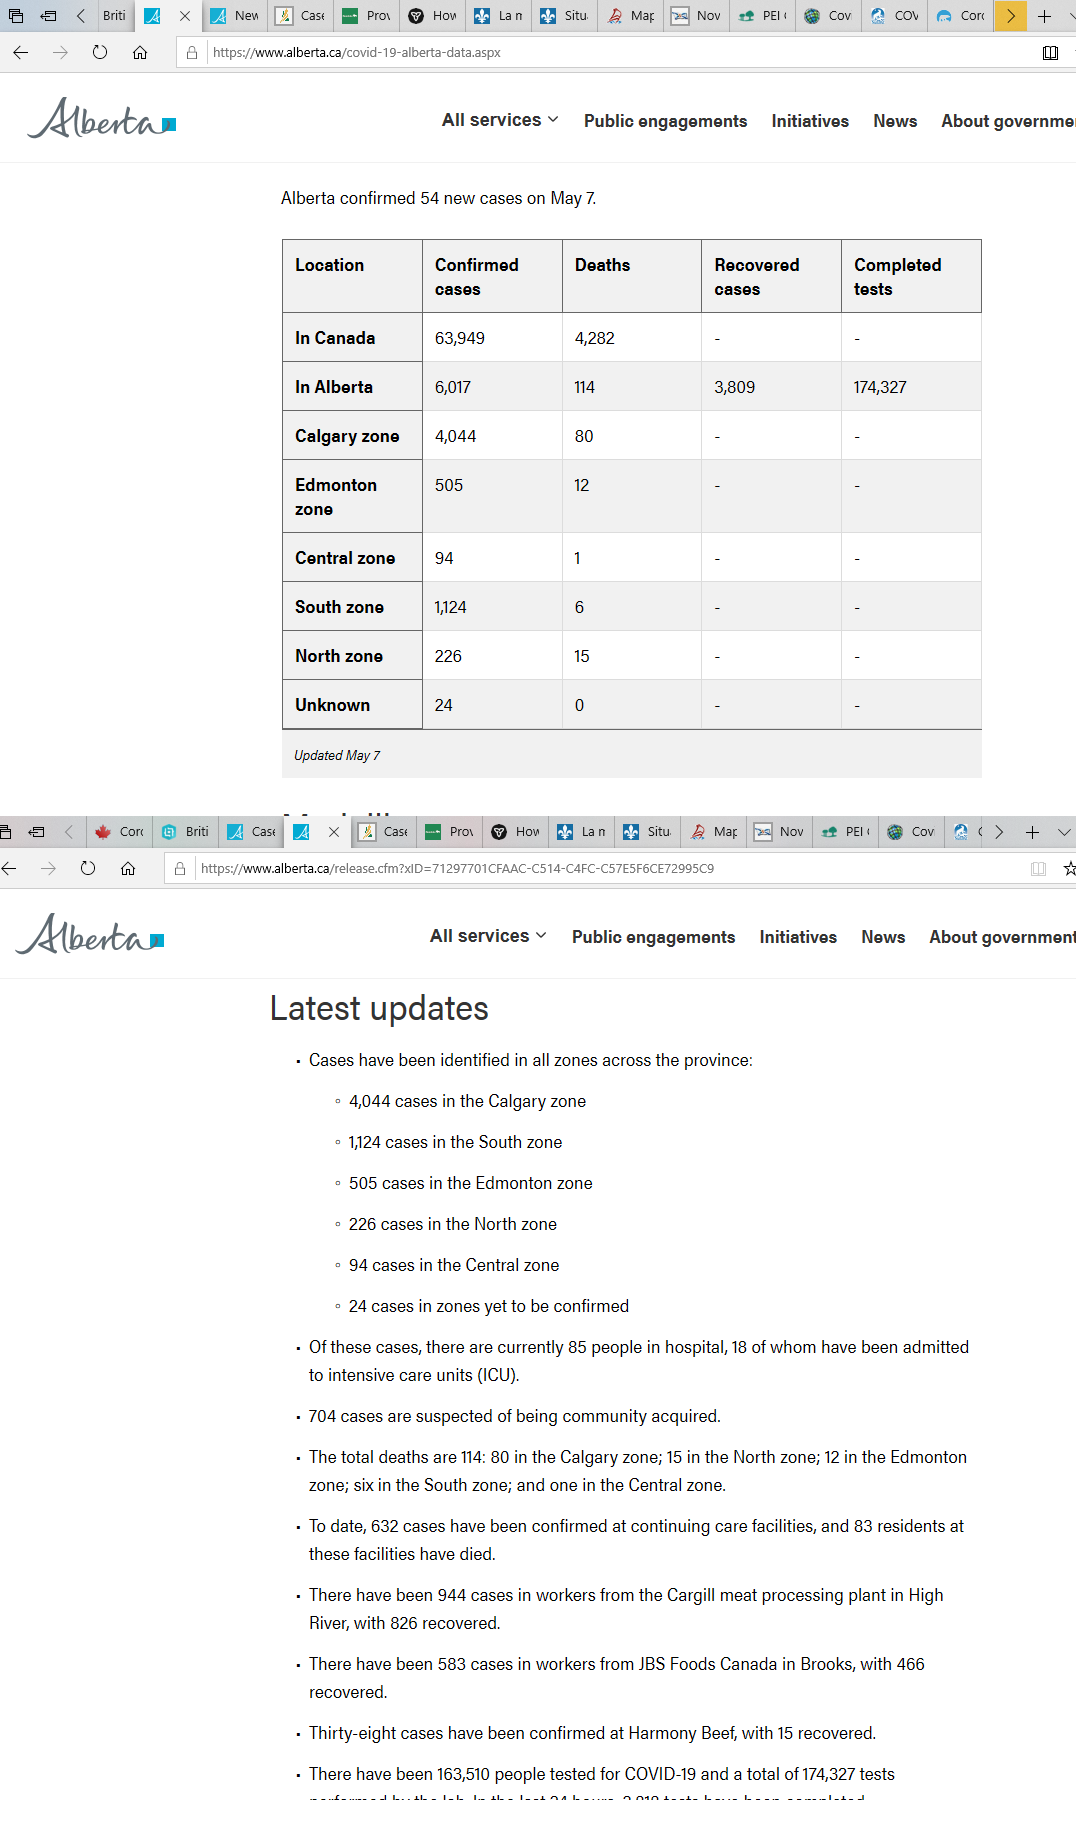 Briti
New
Case
Prov
How
La n
Situ
Map
Nov
PEI (
Covi
COV
Corc
https://www.alberta.ca/covid-19-alberta-data.aspx
Alberta
All services
Public engagements
Initiatives
News
About governme
Alberta confirmed 54 new cases on May 7.
Location Confirmed cases Deaths Recovered cases Completed tests
In Canada 63,949 4,282 - -
In Alberta 6,017 114 3,809 174,327
Calgary zone 4,044 80 - -
Edmonton zone 505 12 - -
Central zone 94 1 - -
South zone 1,124 6 - -
North zone 226 15 - -
Unknown 24 0 - -
Updated May 7
Corc
Briti
Case
Case
Prov
How
La n
Situ
Map
Nov
PEI (
Cov
https://www.alberta.ca/release.cfm?xID=71297701CFAAC-C514-C4FC-C57E5F6CE72995C9
Alberta
All services
Public engagements
Initiatives
News
About government
Latest updates
▪ Cases have been identified in all zones across the province:
◦ 4,044 cases in the Calgary zone
◦ 1,124 cases in the South zone
◦ 505 cases in the Edmonton zone
◦ 226 cases in the North zone
◦ 94 cases in the Central zone
◦ 24 cases in zones yet to be confirmed
▪ Of these cases, there are currently 85 people in hospital, 18 of whom have been admitted
to intensive care units (ICU).
▪ 704 cases are suspected of being community acquired.
▪ The total deaths are 114: 80 in the Calgary zone; 15 in the North zone; 12 in the Edmonton
zone; six in the South zone; and one in the Central zone.
▪ To date, 632 cases have been confirmed at continuing care facilities, and 83 residents at
these facilities have died.
▪ There have been 944 cases in workers from the Cargill meat processing plant in High
River, with 826 recovered.
▪ There have been 583 cases in workers from JBS Foods Canada in Brooks, with 466
recovered.
▪ Thirty-eight cases have been confirmed at Harmony Beef, with 15 recovered.
▪ There have been 163,510 people tested for COVID-19 and a total of 174,327 tests